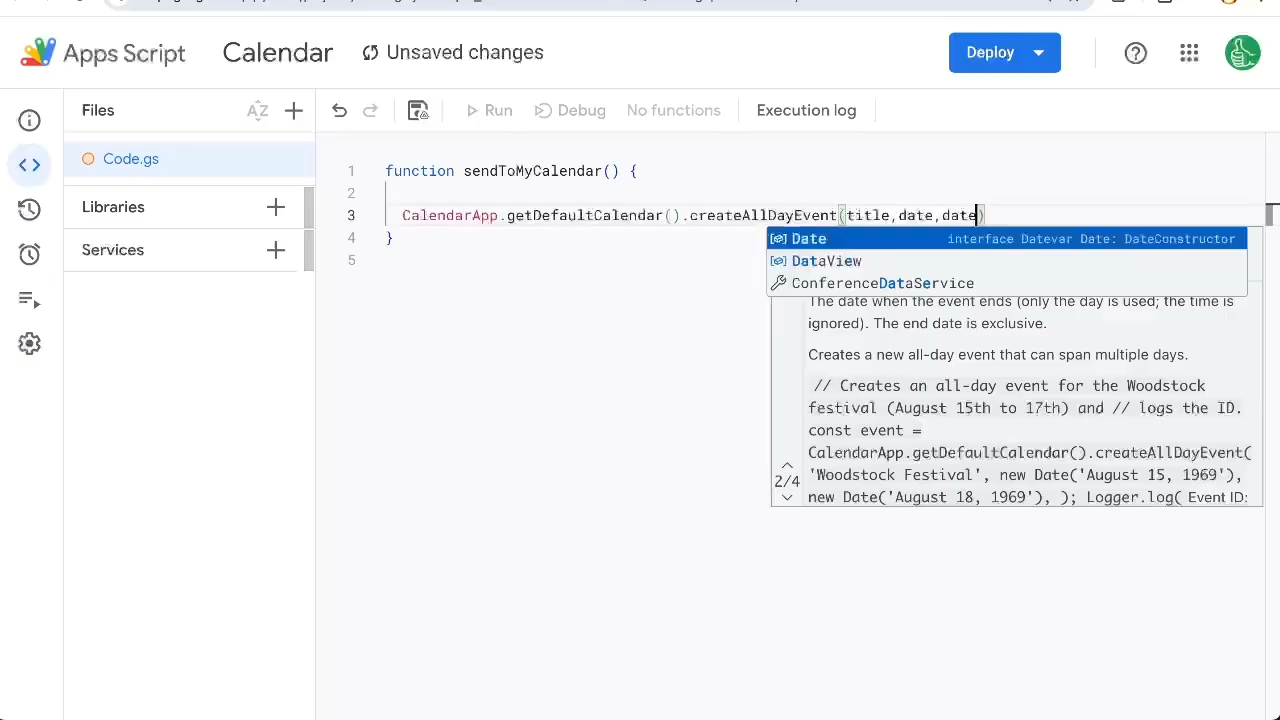 Apps Script
Calendar
Unsaved changes
Deploy
Files
AZ
Run
Debug
No functions
Execution log
Code.gs
Libraries
Services
1 function sendToMyCalendar() {
2
3 CalendarApp.getDefaultCalendar().createAllDayEvent(title,date,date)
4 }
5
Date interface Datevar Date: DateConstructor
DataView
ConferenceDataService
The date when the event ends (only the day is used; the time is
ignored). The end date is exclusive.
Creates a new all-day event that can span multiple days.
// Creates an all-day event for the Woodstock
festival (August 15th to 17th) and // logs the ID.
const event =
CalendarApp.getDefaultCalendar().createAllDayEvent(
'Woodstock Festival', new Date('August 15, 1969'),
2/4
new Date('August 18, 1969'), ); Logger.log( Event ID: